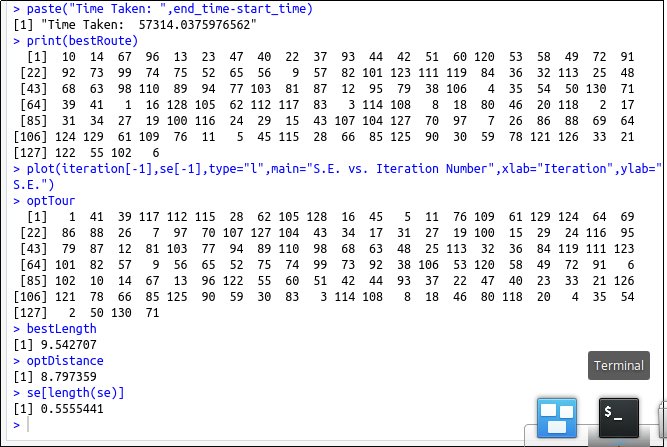 > paste("Time Taken: ",end_time-start_time)
[1] "Time Taken:  57314.0375976562"
> print(bestRoute)
  [1]  10  14  67  96  13  23  47  40  22  37  93  44  42  51  60 120  53  58  49  72  91
 [22]  92  73  99  74  75  52  65  56   9  57  82 101 123 111 119  84  36  32 113  25  48
 [43]  68  63  98 110  89  94  77 103  81  87  12  95  79  38 106   4  35  54  50 130  71
 [64]  39  41   1  16 128 105  62 112 117  83   3 114 108   8  18  80  46  20 118   2  17
 [85]  31  34  27  19 100 116  24  29  15  43 107 104 127  70  97   7  26  86  88  69  64
[106] 124 129  61 109  76  11   5  45 115  28  66  85 125  90  30  59  78 121 126  33  21
[127] 122  55 102   6
> plot(iteration[-1],se[-1],type="l",main="S.E. vs. Iteration Number",xlab="Iteration",ylab="
S.E.")
> optTour
  [1]   1  41  39 117 112 115  28  62 105 128  16  45   5  11  76 109  61 129 124  64  69
 [22]  86  88  26   7  97  70 107 127 104  43  34  17  31  27  19 100  15  29  24 116  95
 [43]  79  87  12  81 103  77  94  89 110  98  68  63  48  25 113  32  36  84 119 111 123
 [64] 101  82  57   9  56  65  52  75  74  99  73  92  38 106  53 120  58  49  72  91   6
 [85] 102  10  14  67  13  96 122  55  60  51  42  44  93  37  22  47  40  23  33  21 126
[106] 121  78  66  85 125  90  59  30  83   3 114 108   8  18  46  80 118  20   4  35  54
[127]   2  50 130  71
> bestLength
[1] 9.542707
> optDistance
[1] 8.797359
> se[length(se)]
[1] 0.5555441
>
Terminal
$_